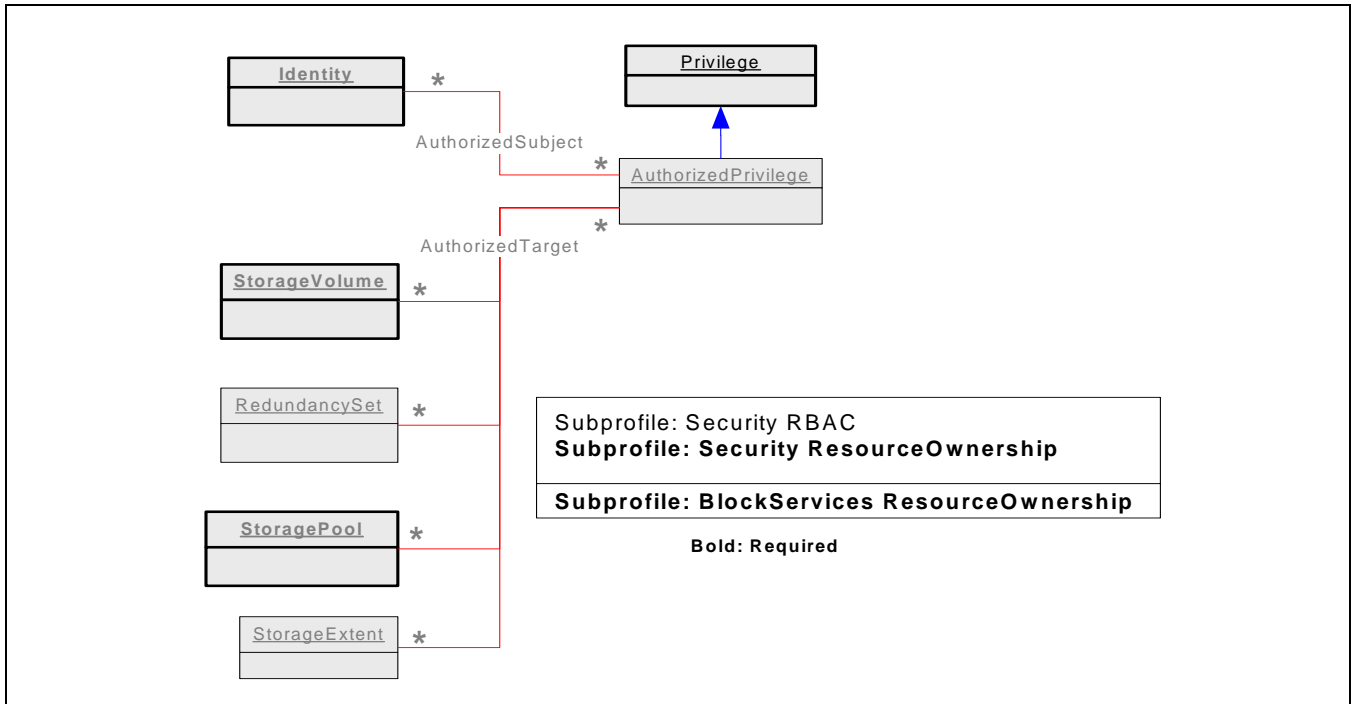 Identity
*
Privilege
AuthorizedSubject
*
AuthorizedPrivilege
*
AuthorizedTarget
StorageVolume
*
RedundancySet
*
Subprofile: Security RBAC
Subprofile: Security ResourceOwnership
Subprofile: BlockServices ResourceOwnership
StoragePool
*
Bold: Required
StorageExtent
*